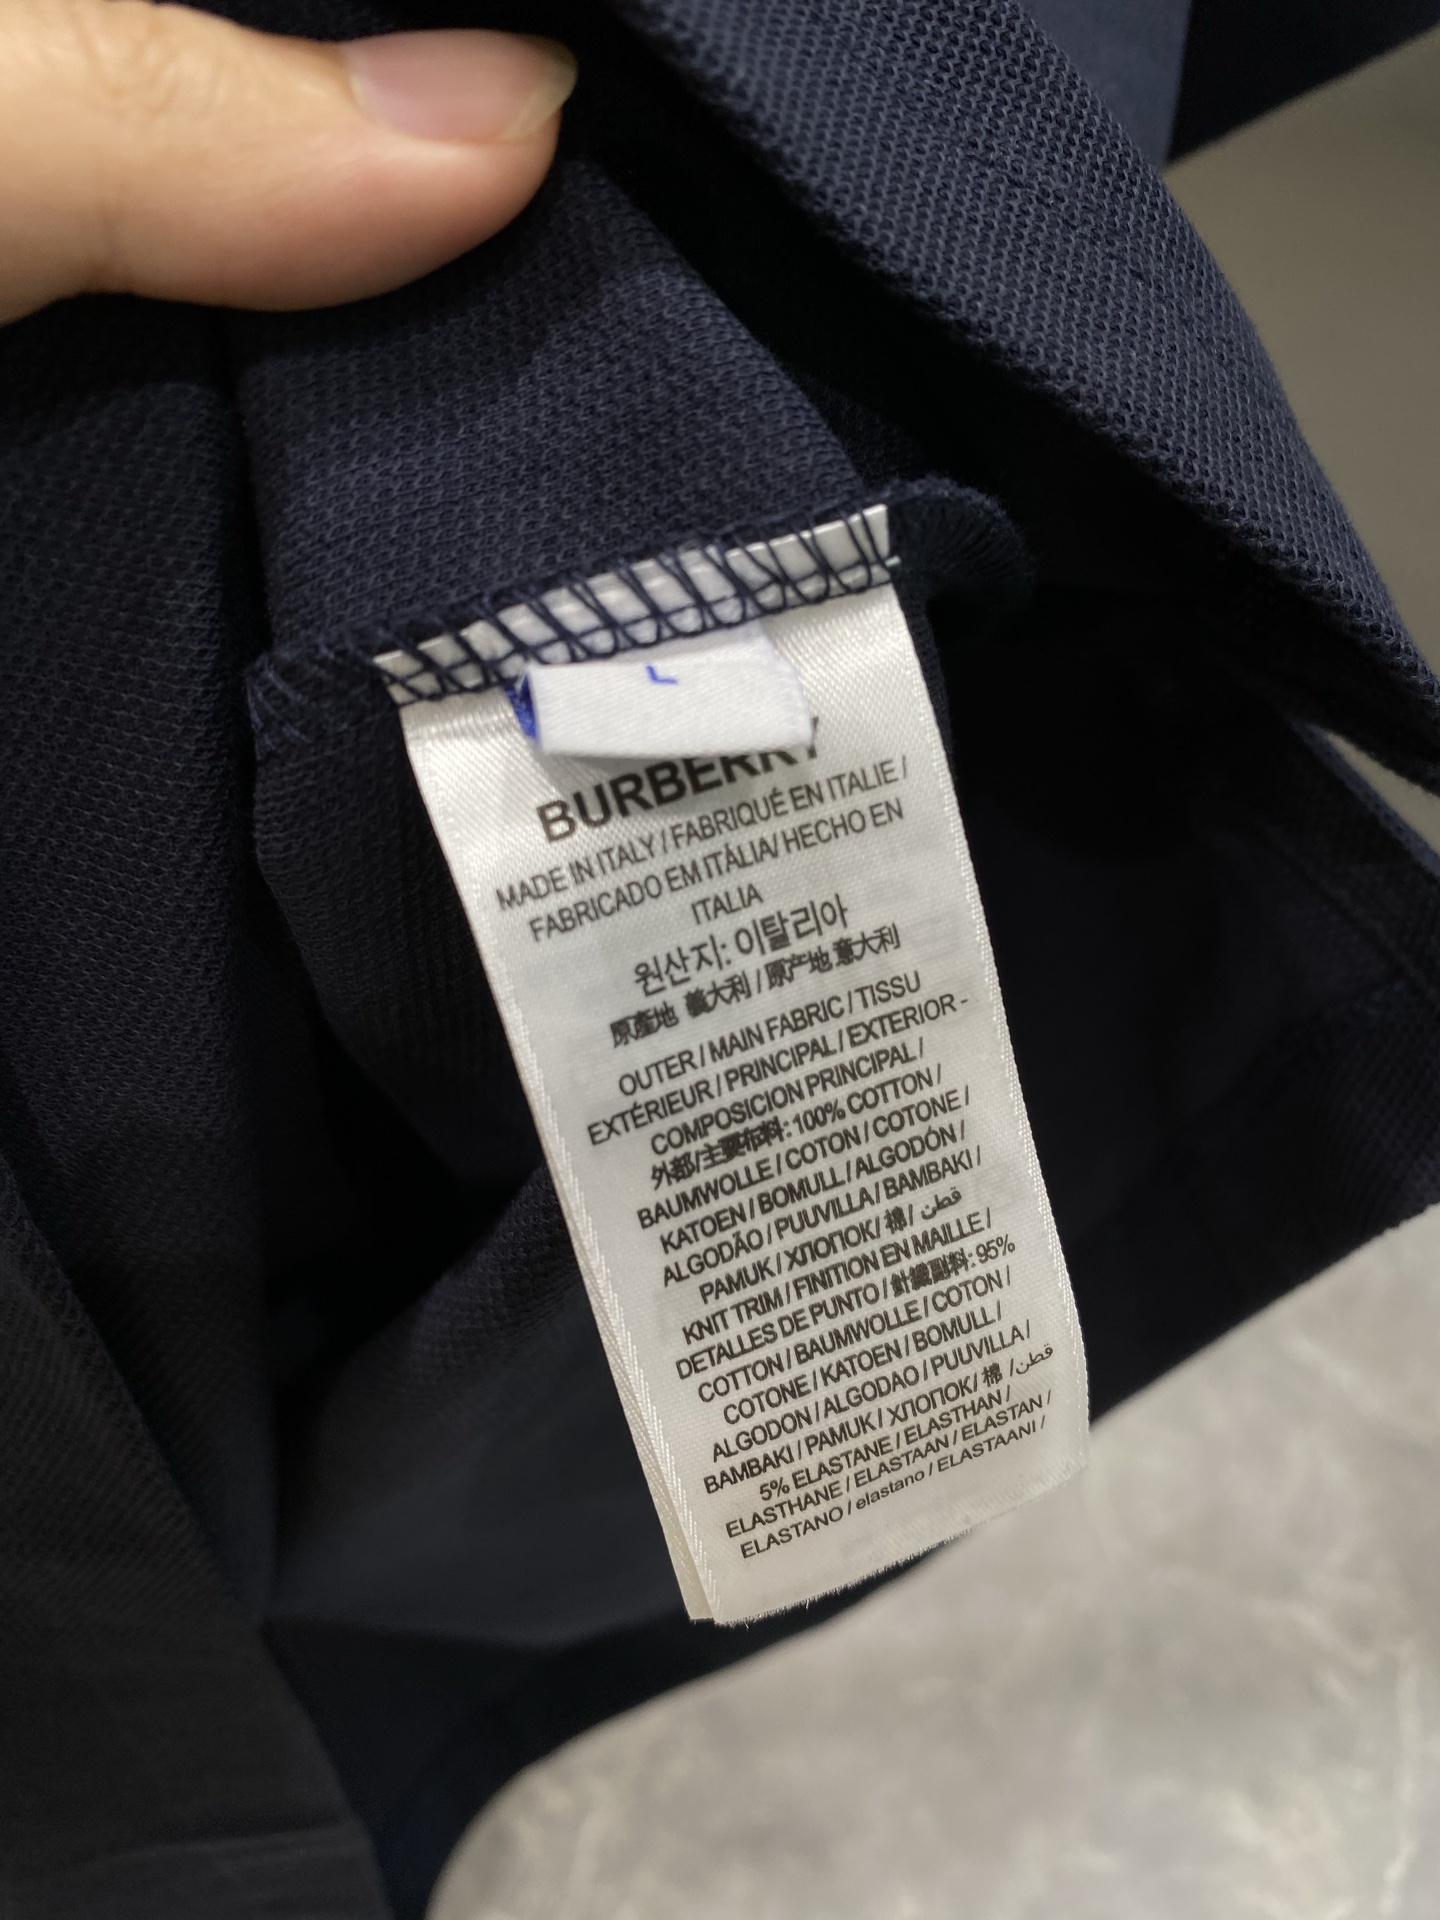 L
BURBERRY
MADE IN ITALY / FABRIQUÉ EN ITALIE /
FABRICADO EM ITÀLIA/ HECHO EN
ITALIA
원산지: 이탈리아
原產地 義大利 / 原产地 意大利
OUTER / MAIN FABRIC / TISSU
EXTÉRIEUR / PRINCIPAL / EXTERIOR -
COMPOSICION PRINCIPAL /
外部/主要布料: 100% COTTON /
BAUMWOLLE / COTON / COTONE /
KATOEN / BOMULL / ALGODÓN /
ALGODÃO / PUUVILLA / BAMBAKI /
PAMUK / ХЛОПОК/ 棉/ قطن
KNIT TRIM / FINITION EN MAILLE /
DETALLES DE PUNTO / 針織副料: 95%
COTTON / BAUMWOLLE / COTON /
COTONE / KATOEN / BOMULL /
ALGODON / ALGODAO / PUUVILLA /
BAMBAKI / PAMUK / ХЛОПОК/ 棉 /قطن
5% ELASTANE / ELASTHAN /
ELASTHANE / ELASTAAN / ELASTAN /
ELASTANO / elastano / ELASTAANI /